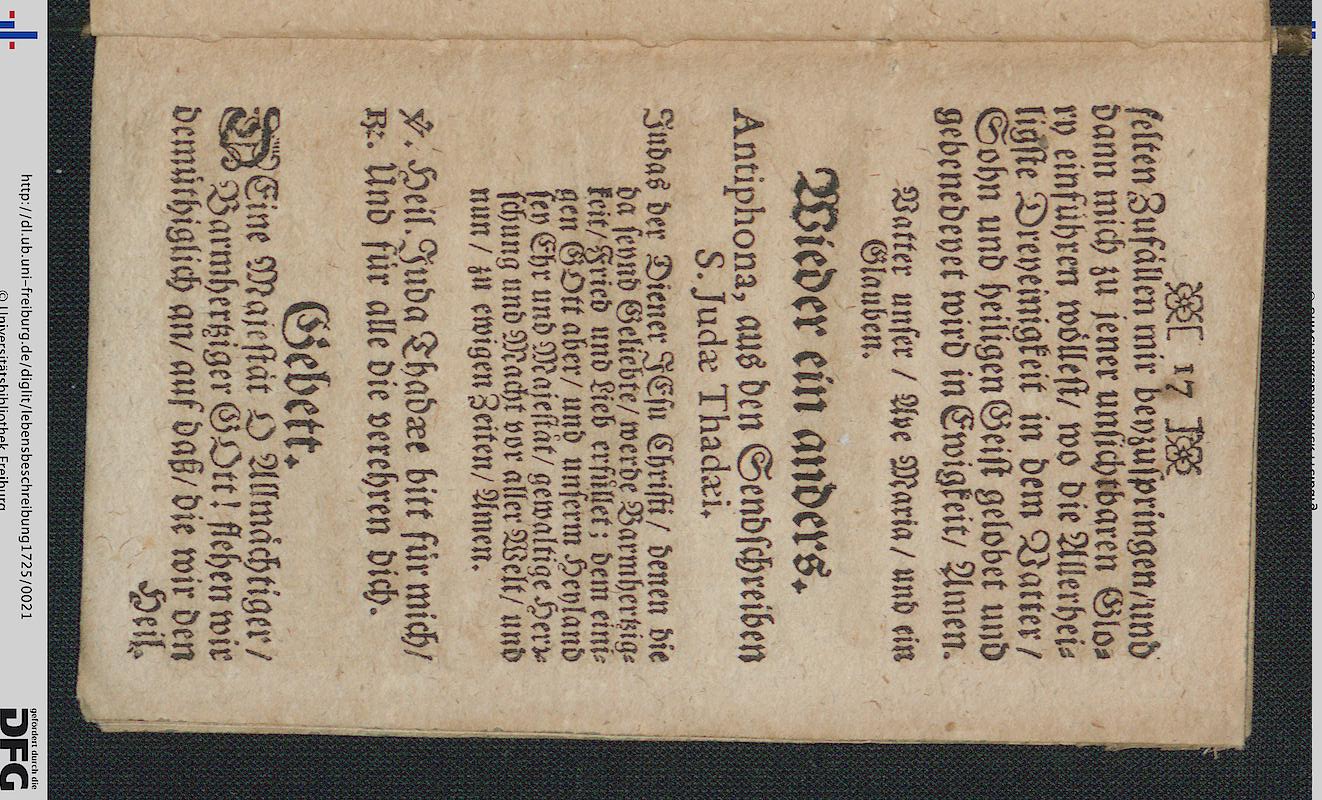 [ 17 ]
selten Zufällen mir beyzuspringen/und
dann mich zu jener unsichtbaren Glo=
ry einführen wöllest/ wo die Allerhei=
ligste Dreyeinigkeit in dem Vatter /
Sohn und heiligen Geist gelobet und
gebenedeyet wird in Ewigkeit/ Amen.
Vatter unser / Ave Maria / und ein
Glauben.
Wieder ein anders.
Antiphona, aus den Sendschreiben
S. Judæ Thadæi.
Judas der Diener JEsu Christi / denen die
da seynd Geliebte/ werde Barmhertzig=
keit/ Fried und Lieb erfüllet; dem eini=
gen GOtt aber/ und unserm Heyland
sey Ehr und Majestät/ gewaltige Herr=
schung und Macht vor aller Welt/ und
nun/ zu ewigen Zeiten/ Amen.
℣. Heil. Juda Thadæe bitt für mich/
℟. Und für alle die verehren dich.
Gebett.
DEine Majestät O Allmächtiger /
Barmhertziger GOtt! flehen wir
demüthiglich an/ auf daß/ die wir den
Heil.
http://dl.ub.uni-freiburg.de/diglit/lebensbeschreibung1725/0021
© Universitätsbibliothek Freiburg
gefördert durch die
DFG